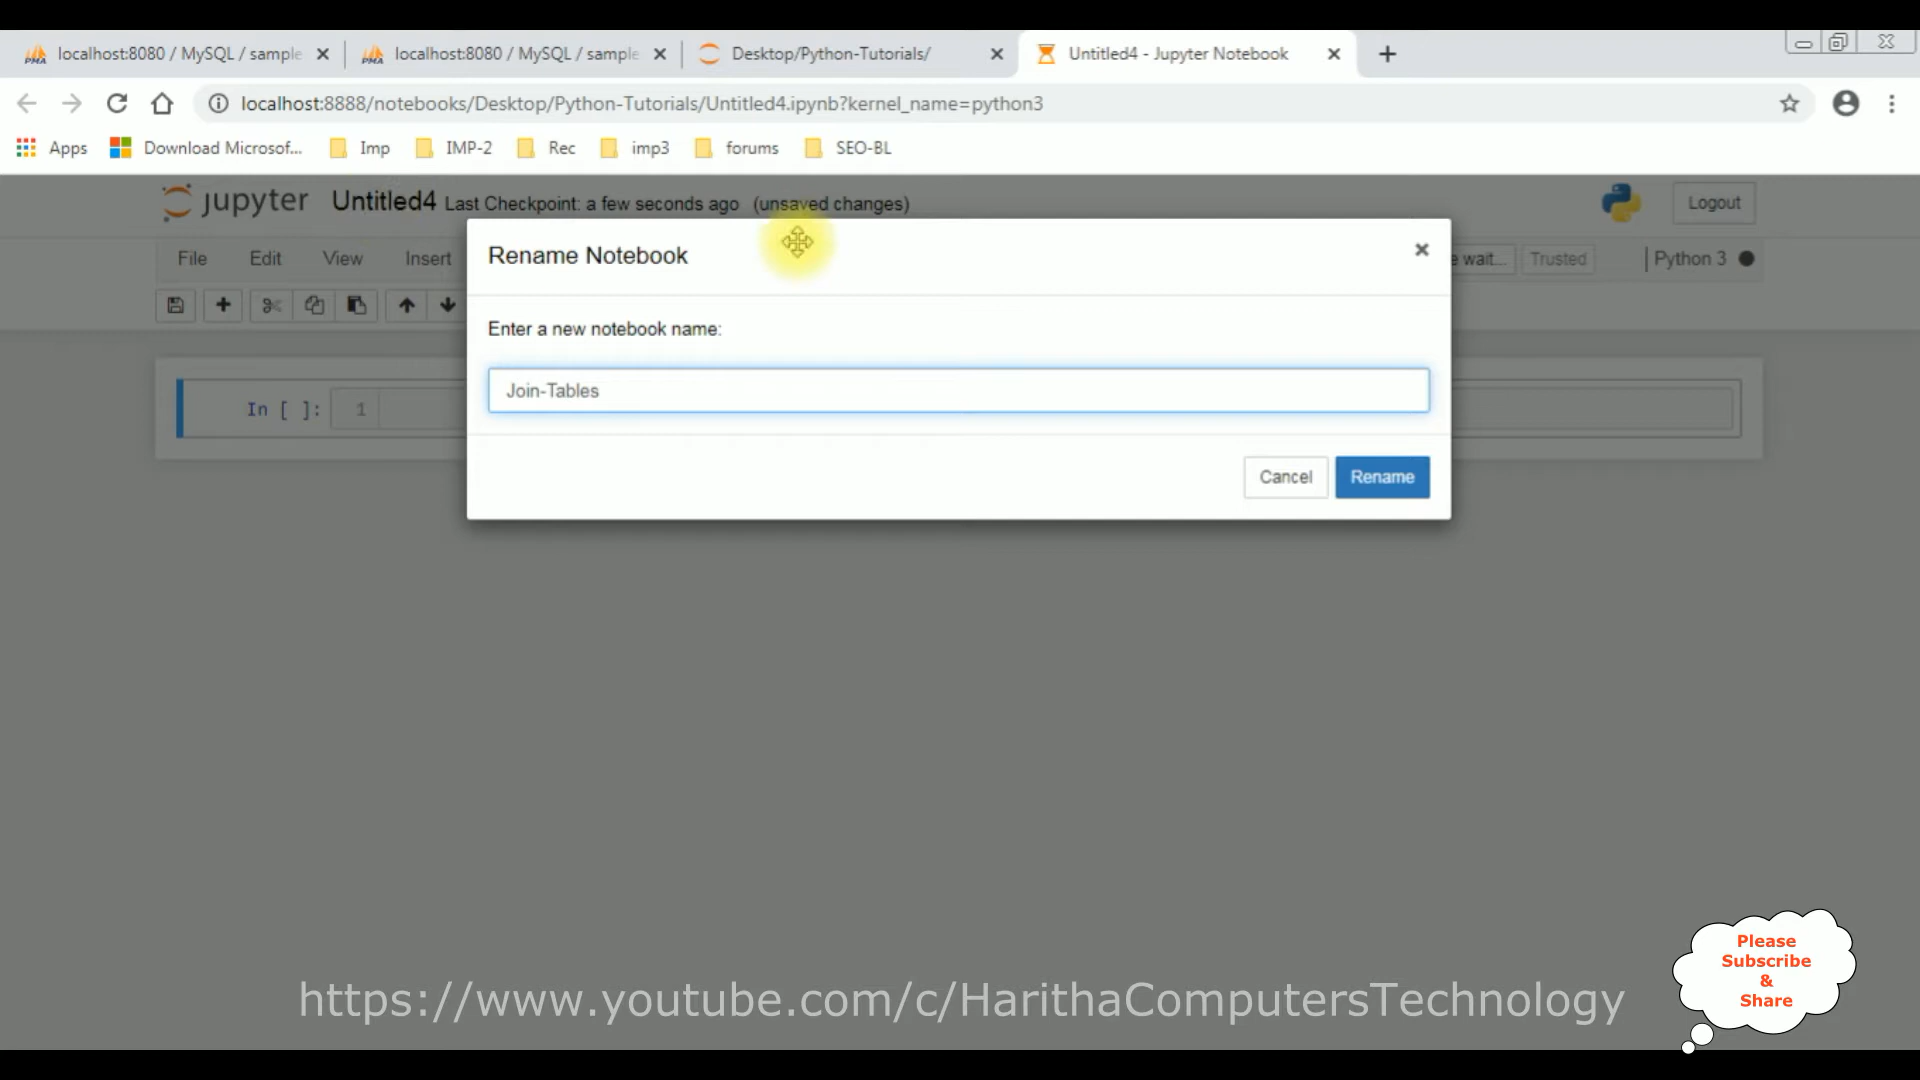 localhost:8080 / MySQL / sample
localhost:8080 / MySQL / sample
Desktop/Python-Tutorials/
Untitled4 - Jupyter Notebook
localhost:8888/notebooks/Desktop/Python-Tutorials/Untitled4.ipynb?kernel_name=python3
Apps
Download Microsof...
Imp
IMP-2
Rec
imp3
forums
SEO-BL
jupyter
Untitled4
Last Checkpoint: a few seconds ago
(unsaved changes)
Logout
File
Edit
View
Insert
wait...
Trusted
Python 3
Rename Notebook
Enter a new notebook name:
Join-Tables
In [ ]:
1
Cancel
Rename
Please
Subscribe
&
Share
https://www.youtube.com/c/HarithaComputersTechnology